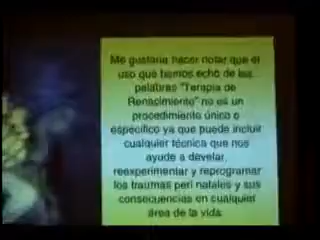 Me gustaría hacer notar que el
uso que hemos echo de las
palabras "Terapia de
Renacimiento" no es un
procedimiento único o
específico ya que puede incluir
cualquier técnica que nos
ayude a develar,
reexperimentar y reprogramar
los traumas peri natales y sus
consecuencias en cualquier
área de la vida.